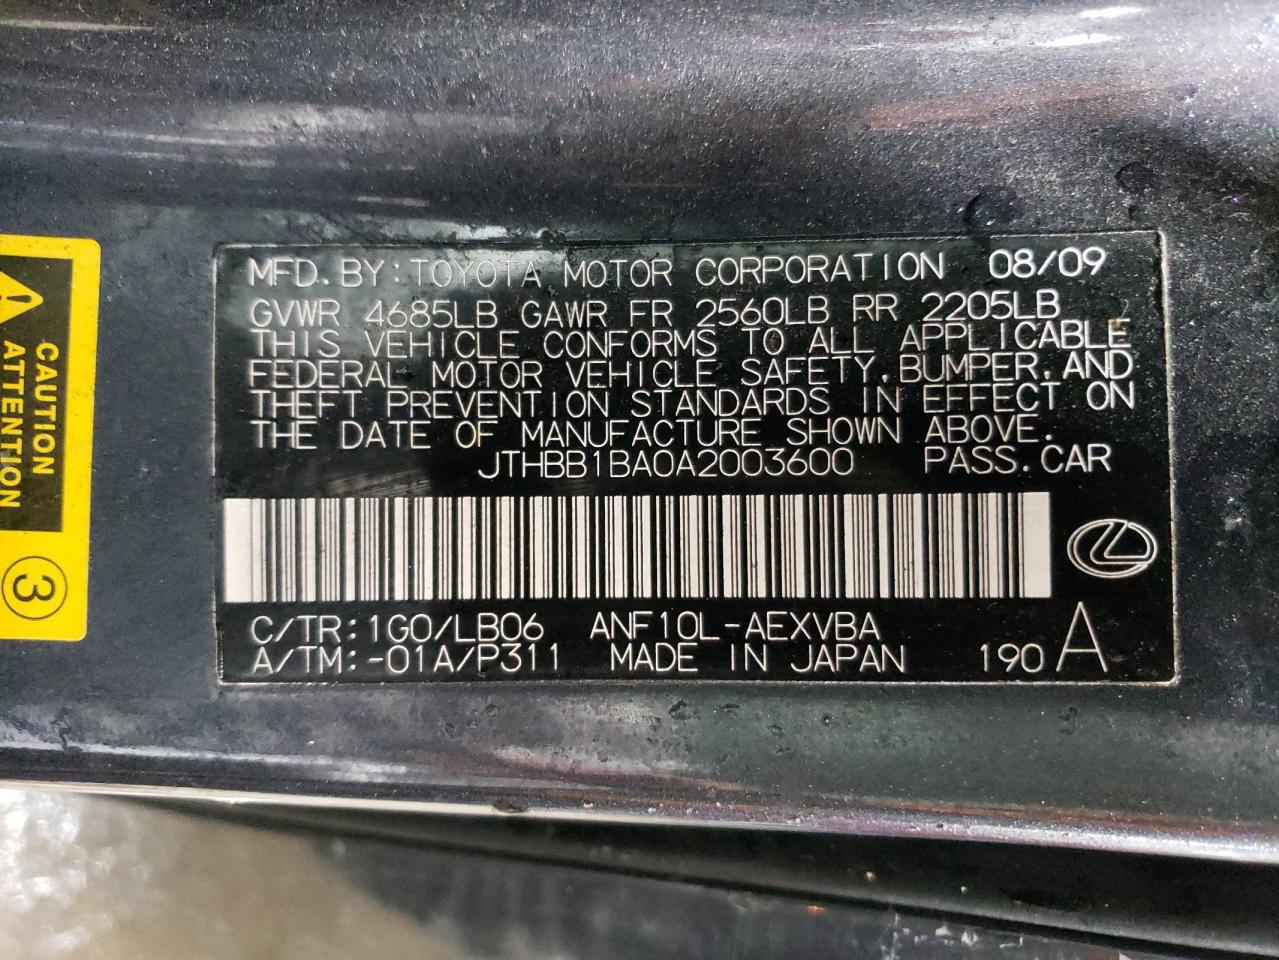 MFD. BY: TOYOTA MOTOR CORPORATION 08/09
GVWR 4685LB GAWR FR 2560LB RR 2205LB
THIS VEHICLE CONFORMS TO ALL APPLICABLE
FEDERAL MOTOR VEHICLE SAFETY, BUMPER, AND
THEFT PREVENTION STANDARDS IN EFFECT ON
THE DATE OF MANUFACTURE SHOWN ABOVE.
JTHBB1BA0A2003600 PASS. CAR
C/TR: 1G0/LB06 ANF10L-AEXVBA
A/TM: -01A/P311 MADE IN JAPAN 190 A
CAUTION
ATTENTION
3